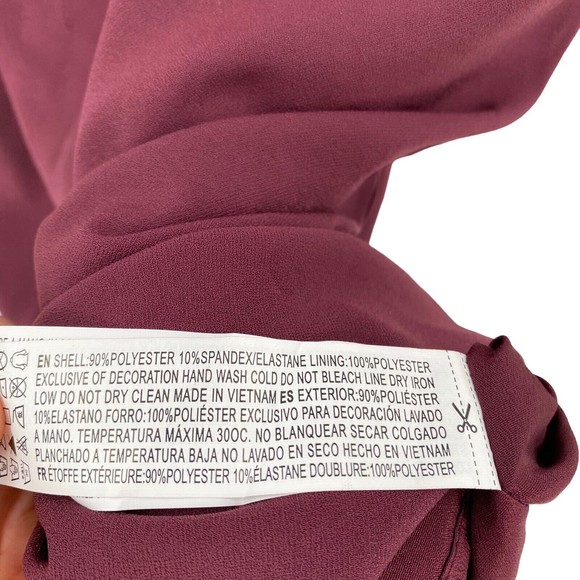 EN SHELL:90%POLYESTER 10%SPANDEX/ELASTANE LINING:100%POLYESTER
EXCLUSIVE OF DECORATION HAND WASH COLD DO NOT BLEACH LINE DRY IRON
LOW DO NOT DRY CLEAN MADE IN VIETNAM ES EXTERIOR:90%POLIÉSTER
10%ELASTANO FORRO:100%POLIÉSTER EXCLUSIVO PARA DECORACIÓN LAVADO
A MANO. TEMPERATURA MÁXIMA 30OC. NO BLANQUEAR SECAR COLGADO
PLANCHADO A TEMPERATURA BAJA NO LAVADO EN SECO HECHO EN VIETNAM
FR ÉTOFFE EXTÉRIEURE:90%POLYESTER 10%ÉLASTANE DOUBLURE:100%POLYESTER